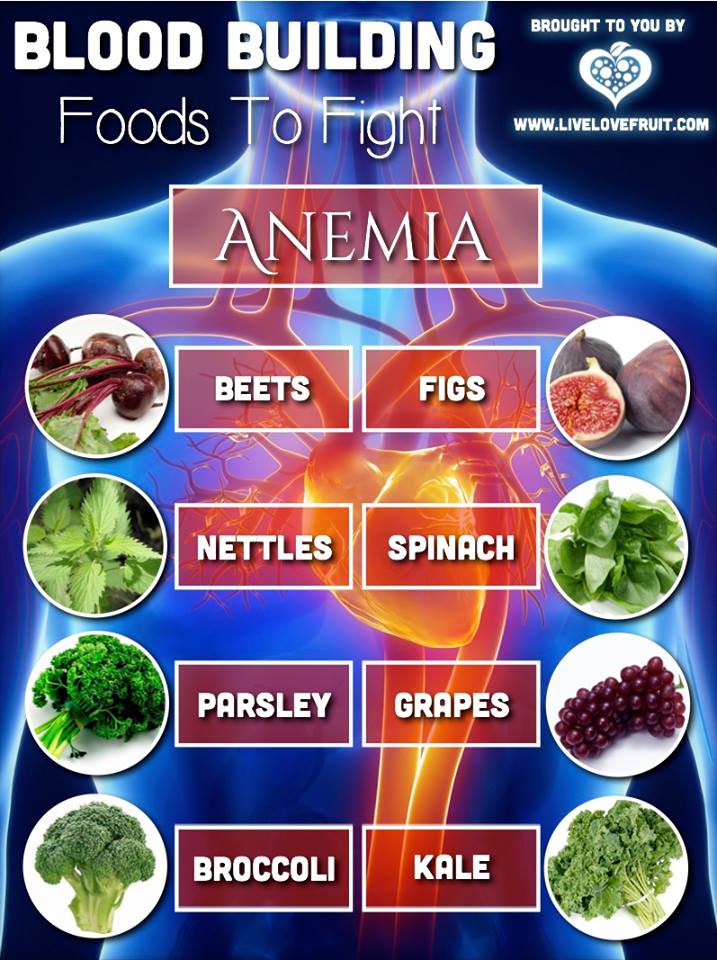 BLOOD BUILDING
Foods To Fight
BROUGHT TO YOU BY
WWW.LIVELOVEFRUIT.COM
ANEMIA
BEETS
FIGS
NETTLES
SPINACH
PARSLEY
GRAPES
BROCCOLI
KALE